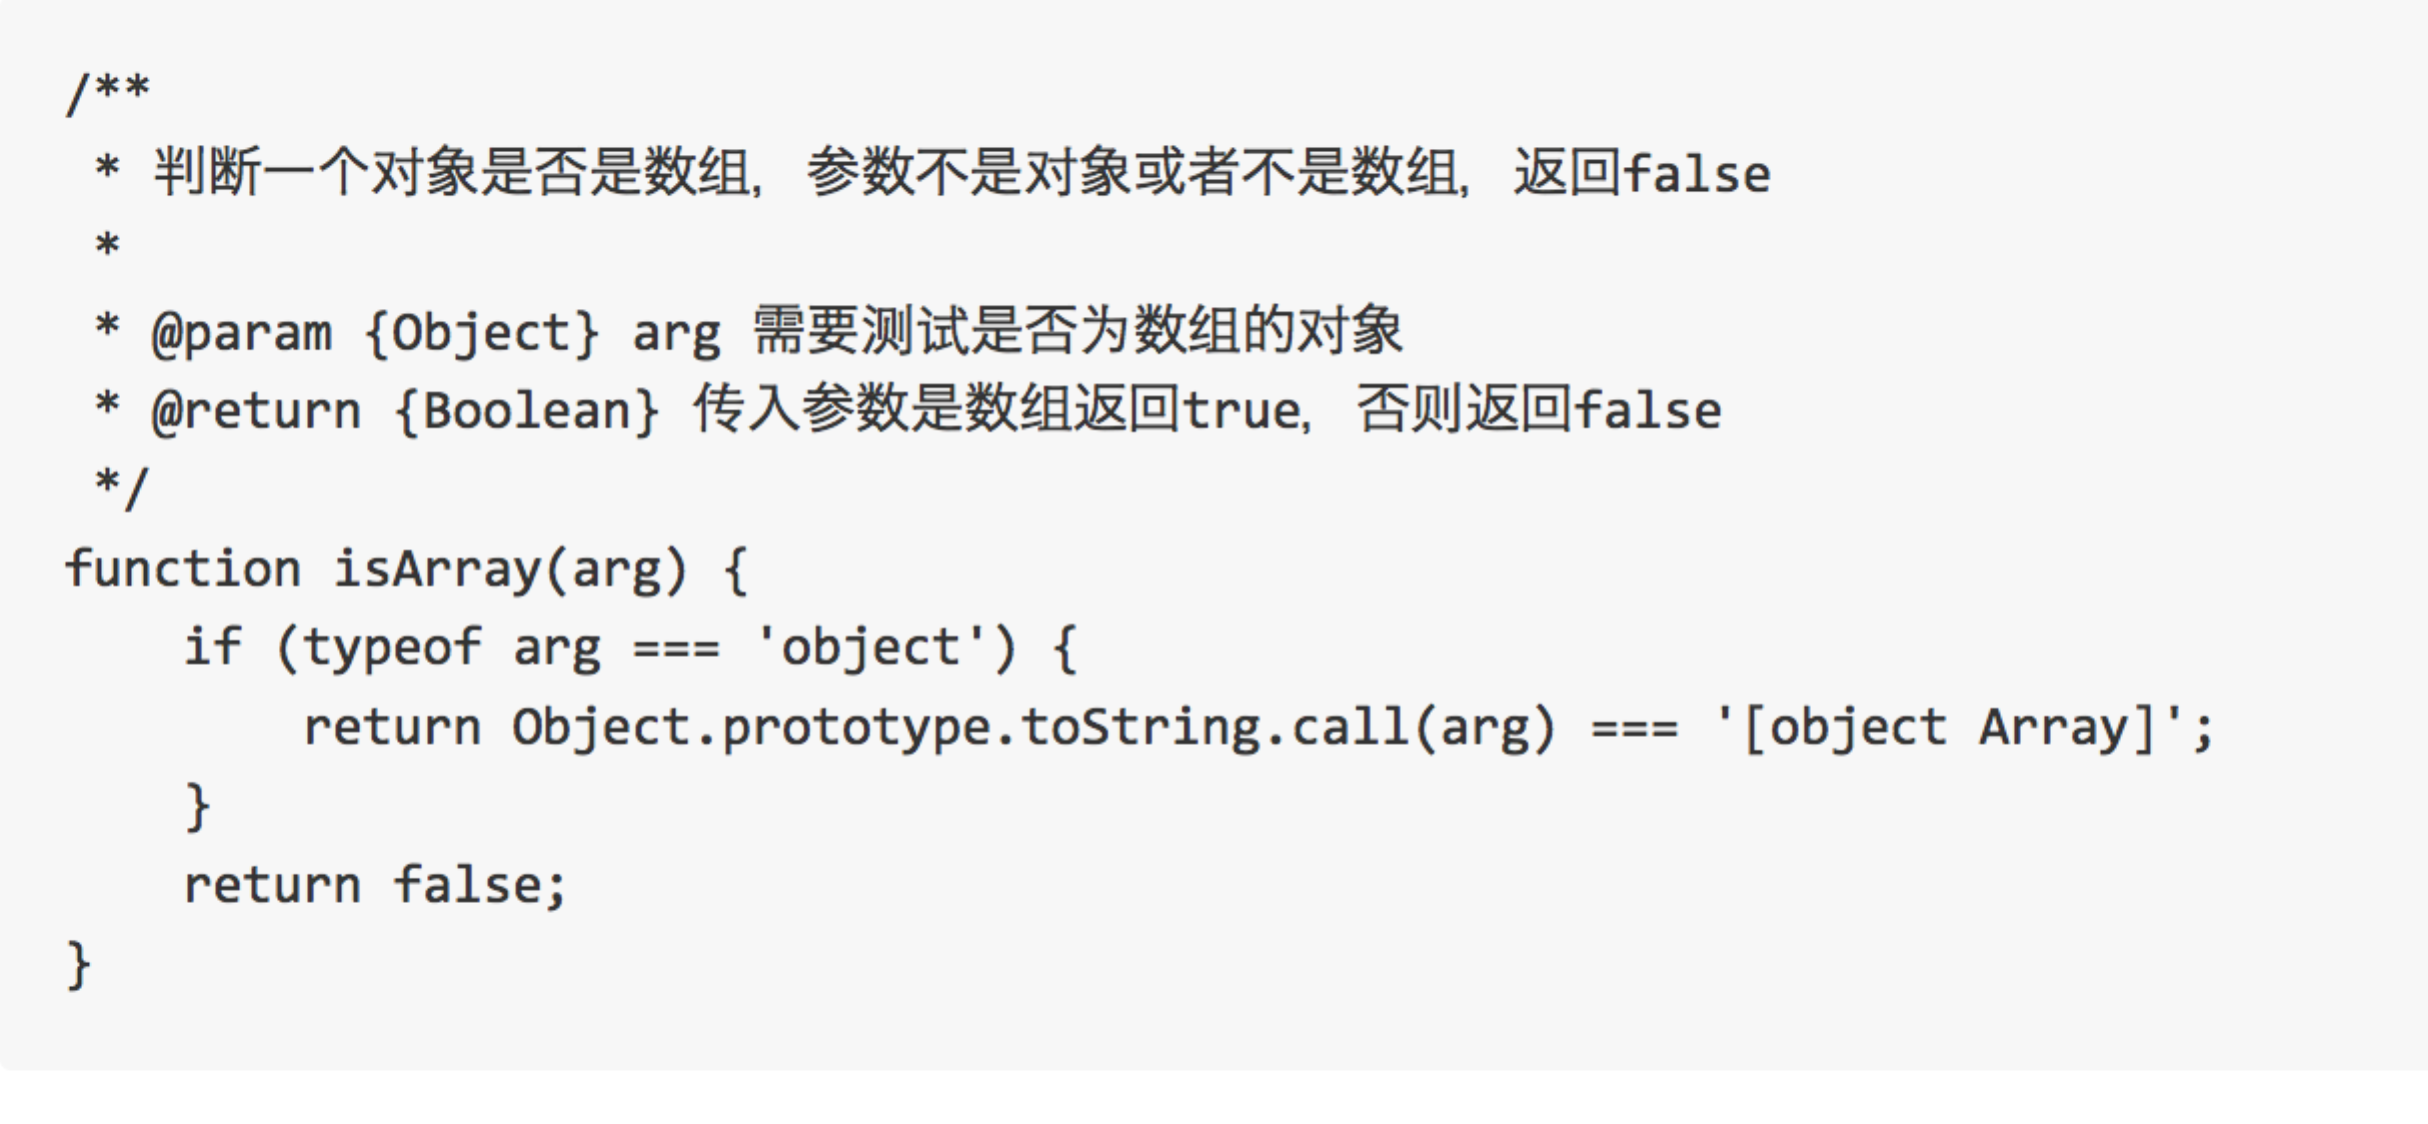 /**
 * 判断一个对象是否是数组，参数不是对象或者不是数组，返回false
 *
 * @param {Object} arg 需要测试是否为数组的对象
 * @return {Boolean} 传入参数是数组返回true，否则返回false
 */
function isArray(arg) {
    if (typeof arg === 'object') {
        return Object.prototype.toString.call(arg) === '[object Array]';
    }
    return false;
}